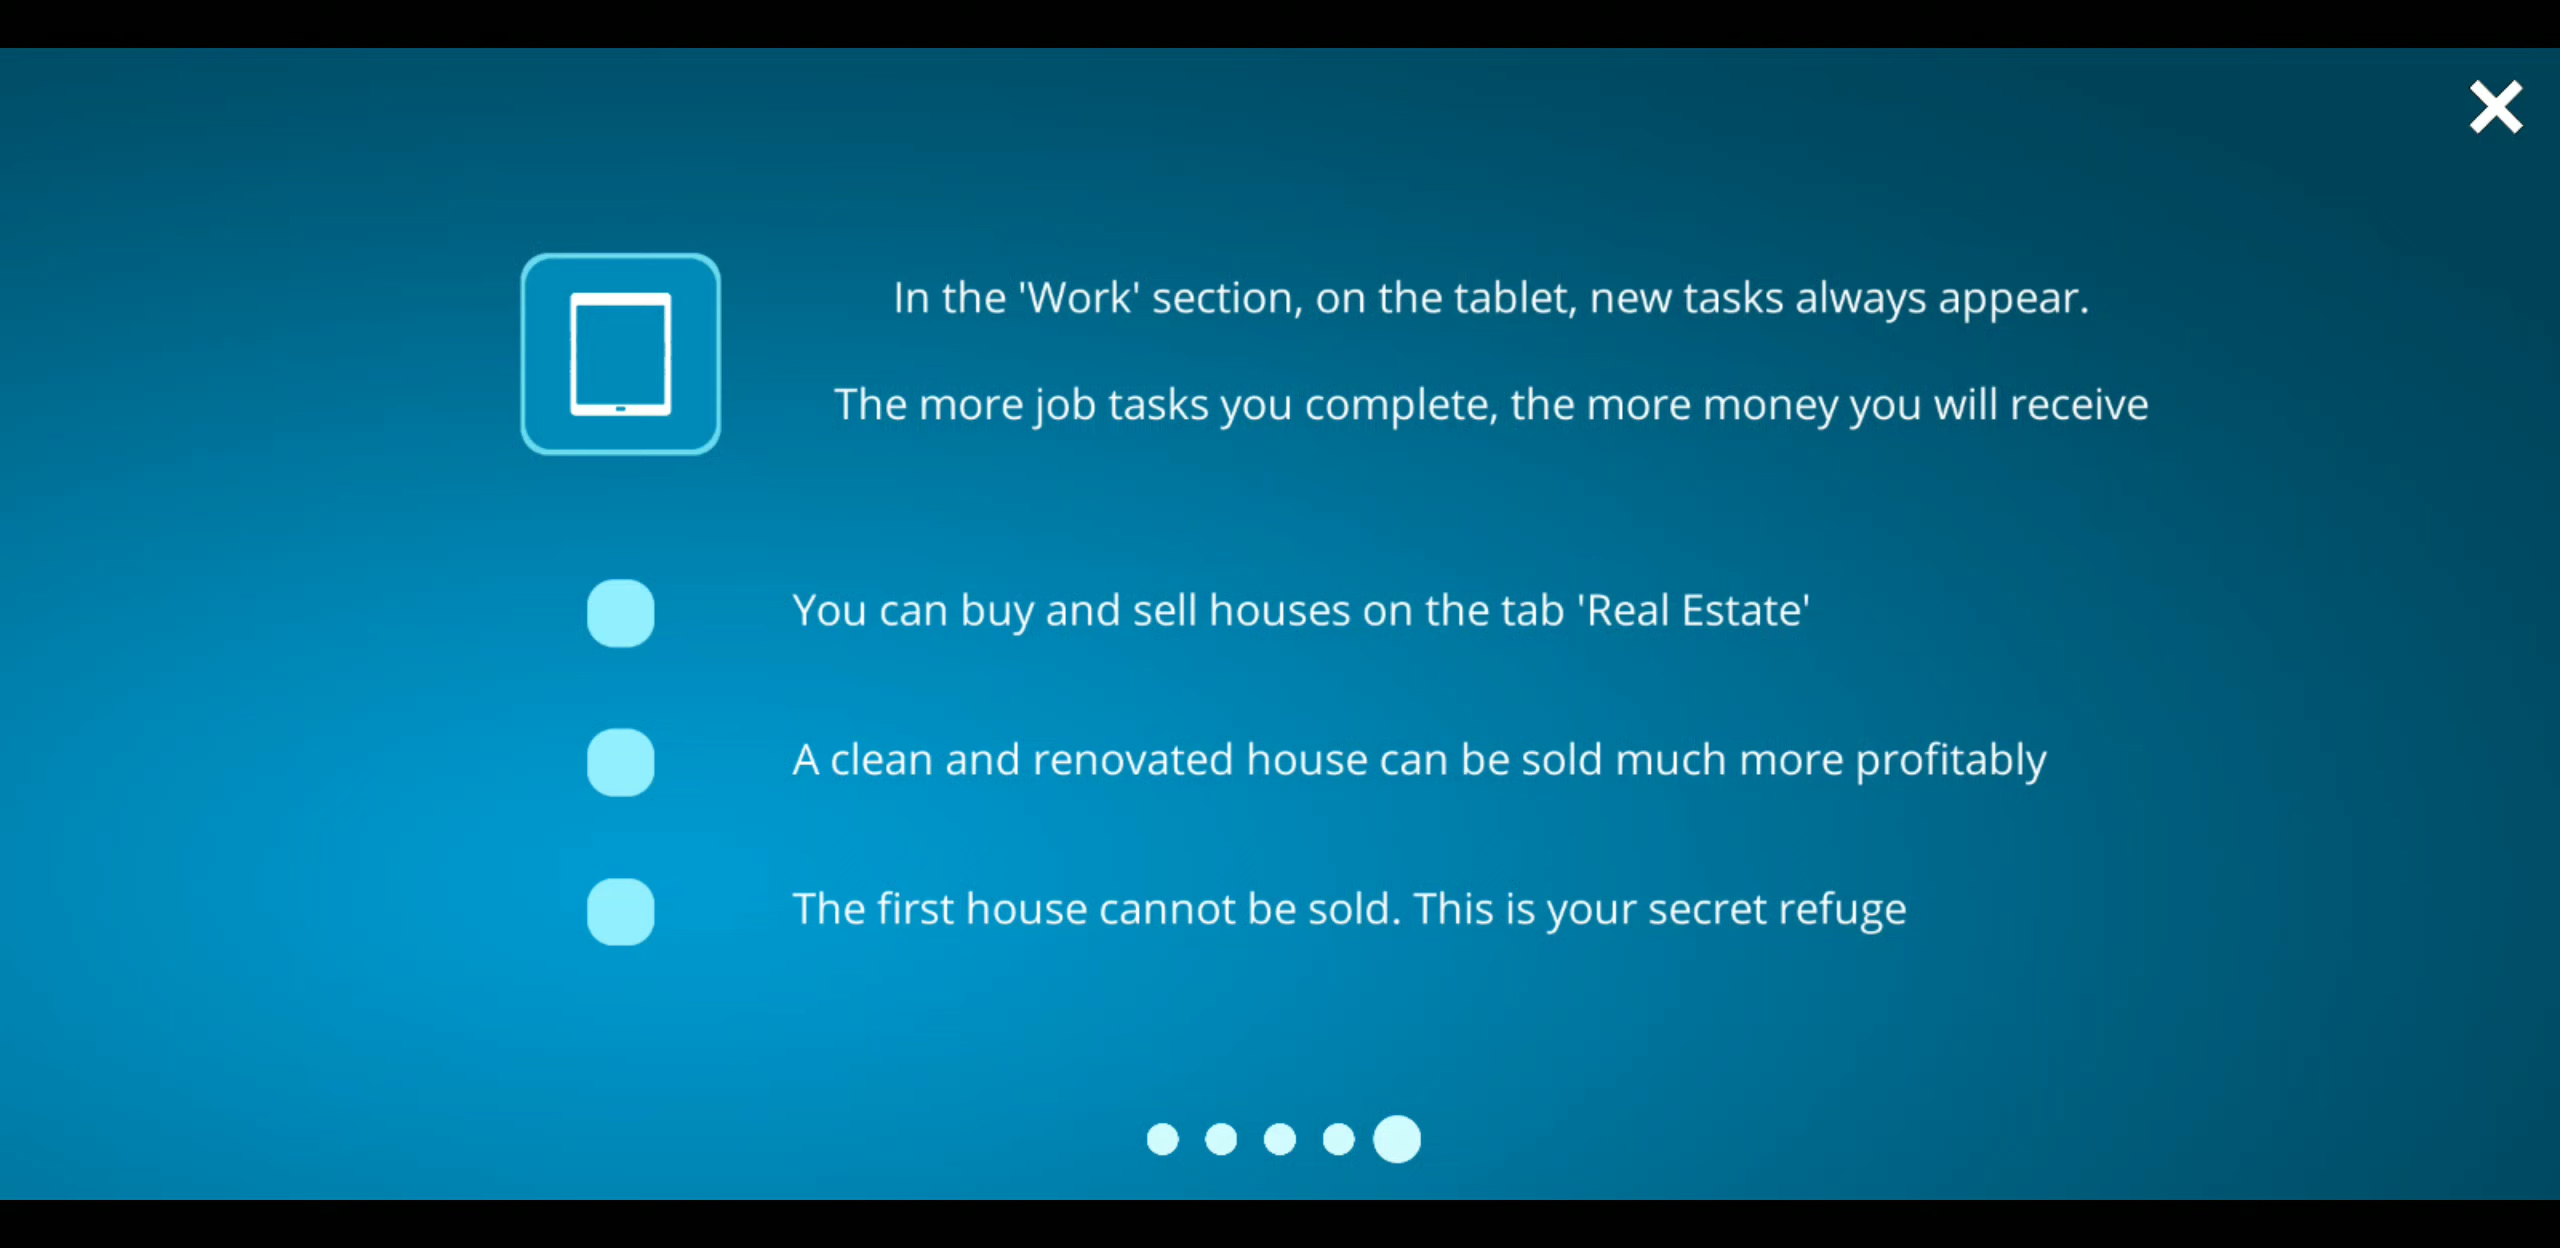 In the 'Work' section, on the tablet, new tasks always appear.
The more job tasks you complete, the more money you will receive
You can buy and sell houses on the tab 'Real Estate'
A clean and renovated house can be sold much more profitably
The first house cannot be sold. This is your secret refuge